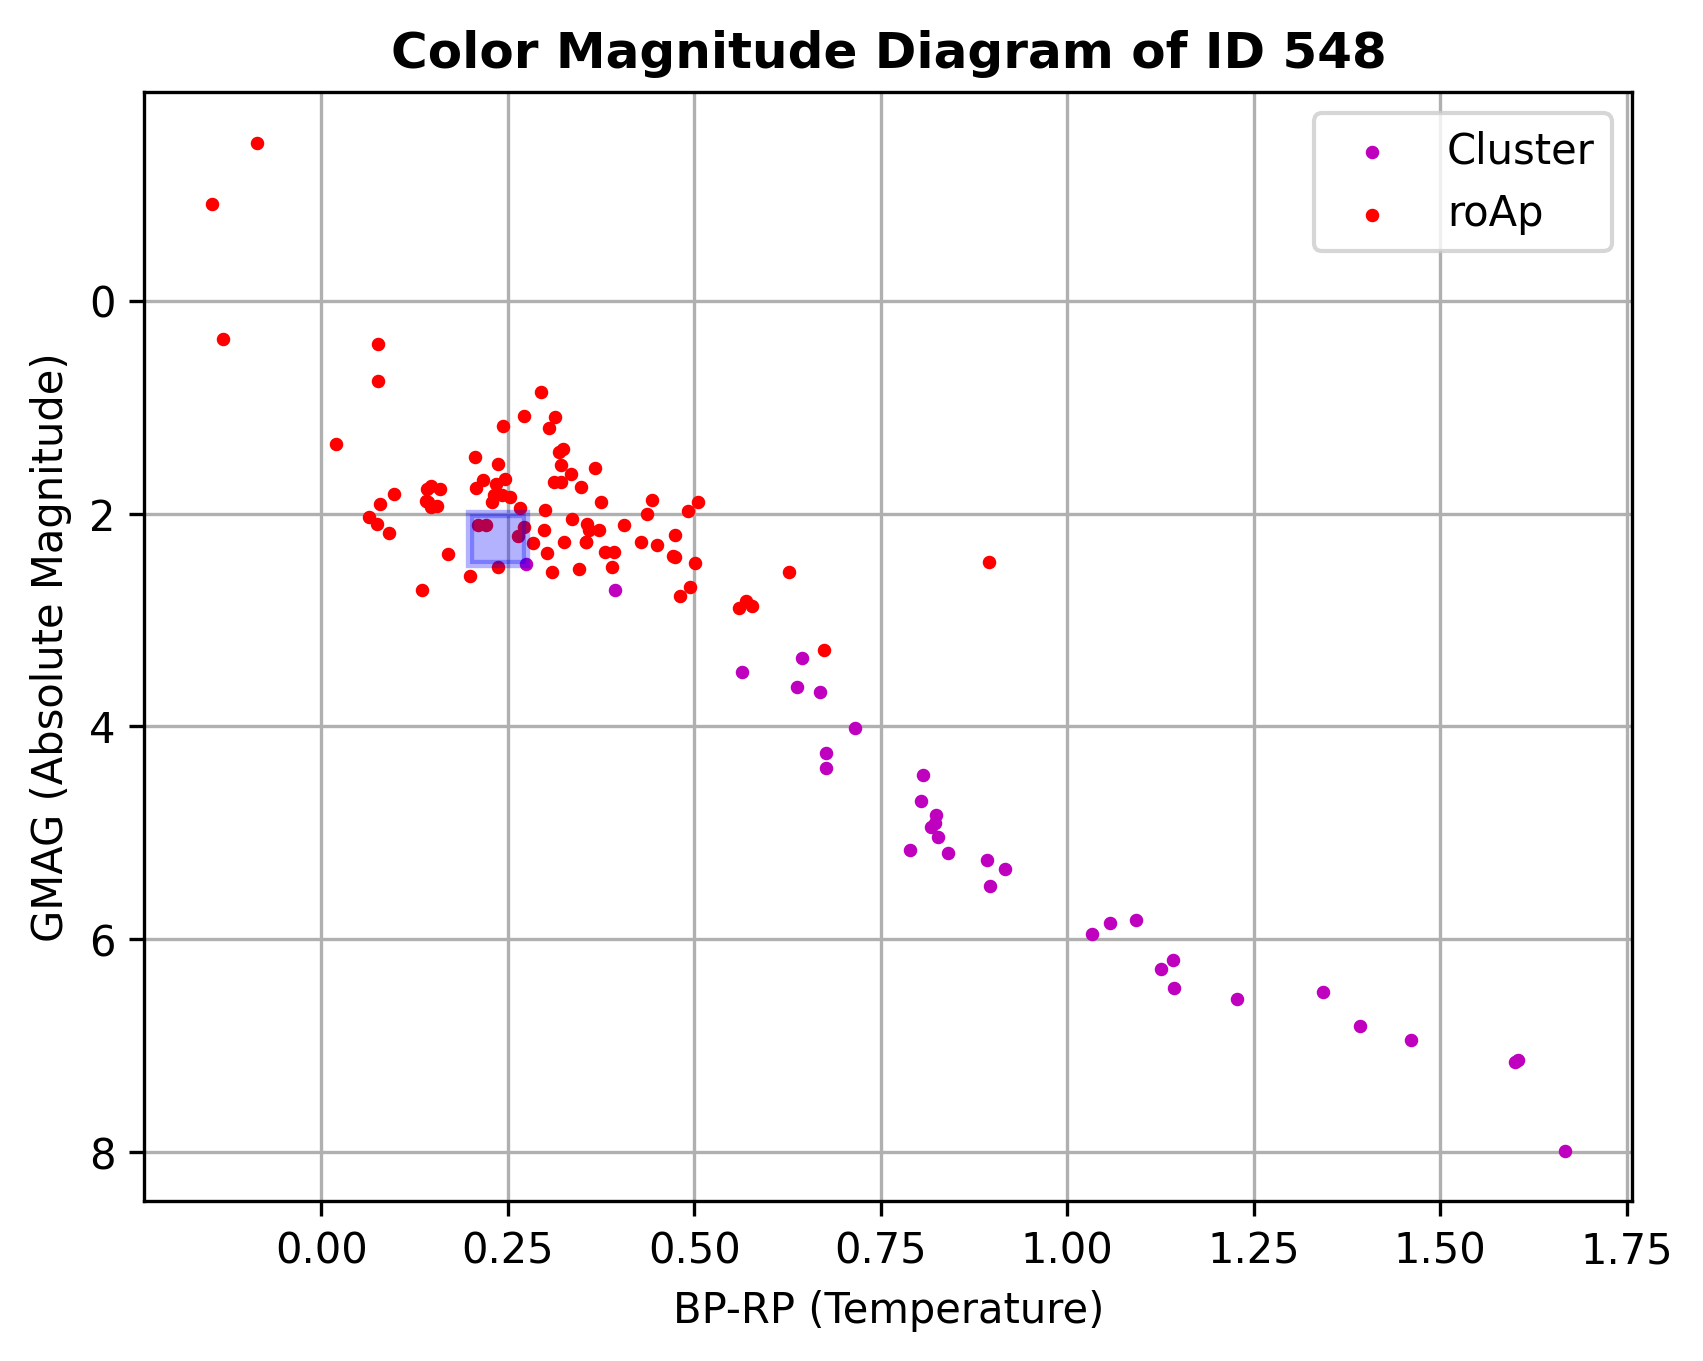 Color Magnitude Diagram of ID 548
Cluster
roAp
GMAG (Absolute Magnitude)
0
2
4
6
8
0.00 0.25 0.50 0.75 1.00 1.25 1.50 1.75
BP-RP (Temperature)